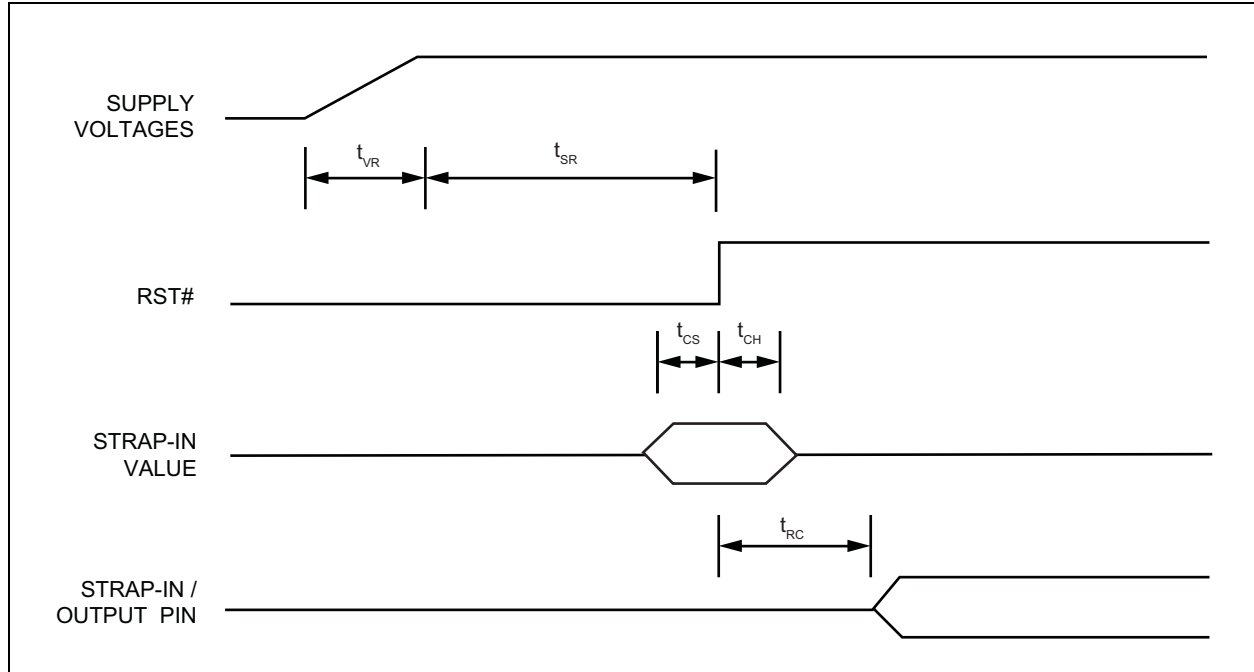 SUPPLY
VOLTAGES
tVR
tSR
RST#
tCS
tCH
STRAP-IN
VALUE
tRC
STRAP-IN /
OUTPUT PIN